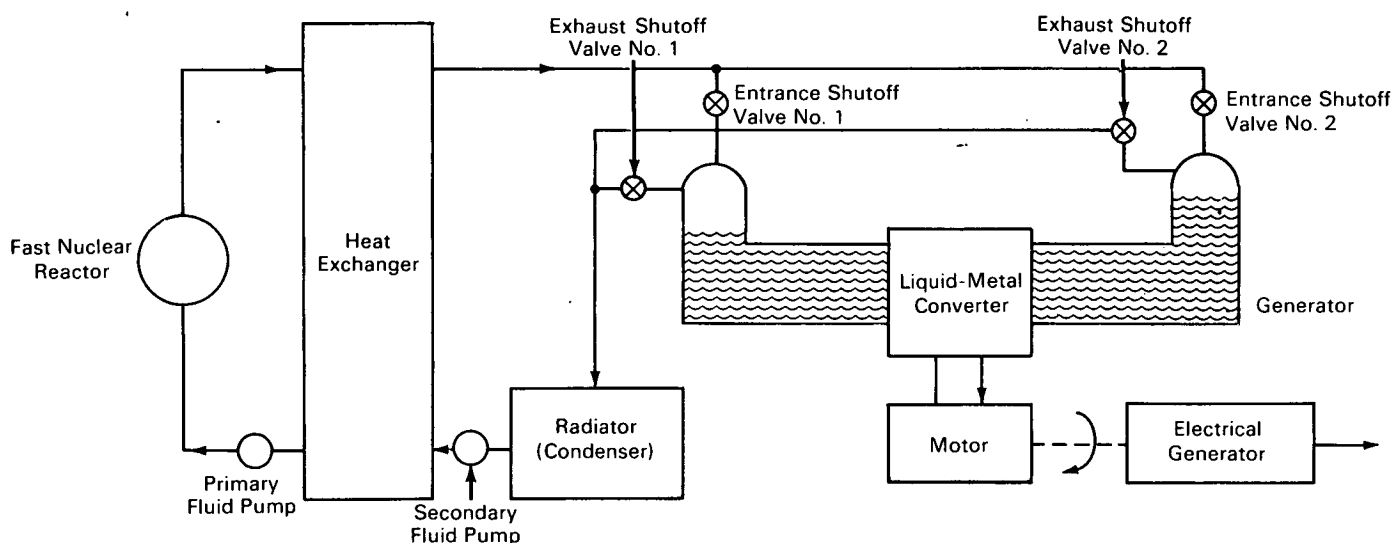 Exhaust Shutoff
Valve No. 1
Exhaust Shutoff
Valve No. 2
Entrance Shutoff
Valve No. 1
Entrance Shutoff
Valve No. 2
Fast Nuclear
Reactor
Heat
Exchanger
Liquid-Metal
Converter
Generator
Radiator
(Condenser)
Motor
Electrical
Generator
Primary
Fluid Pump
Secondary
Fluid Pump